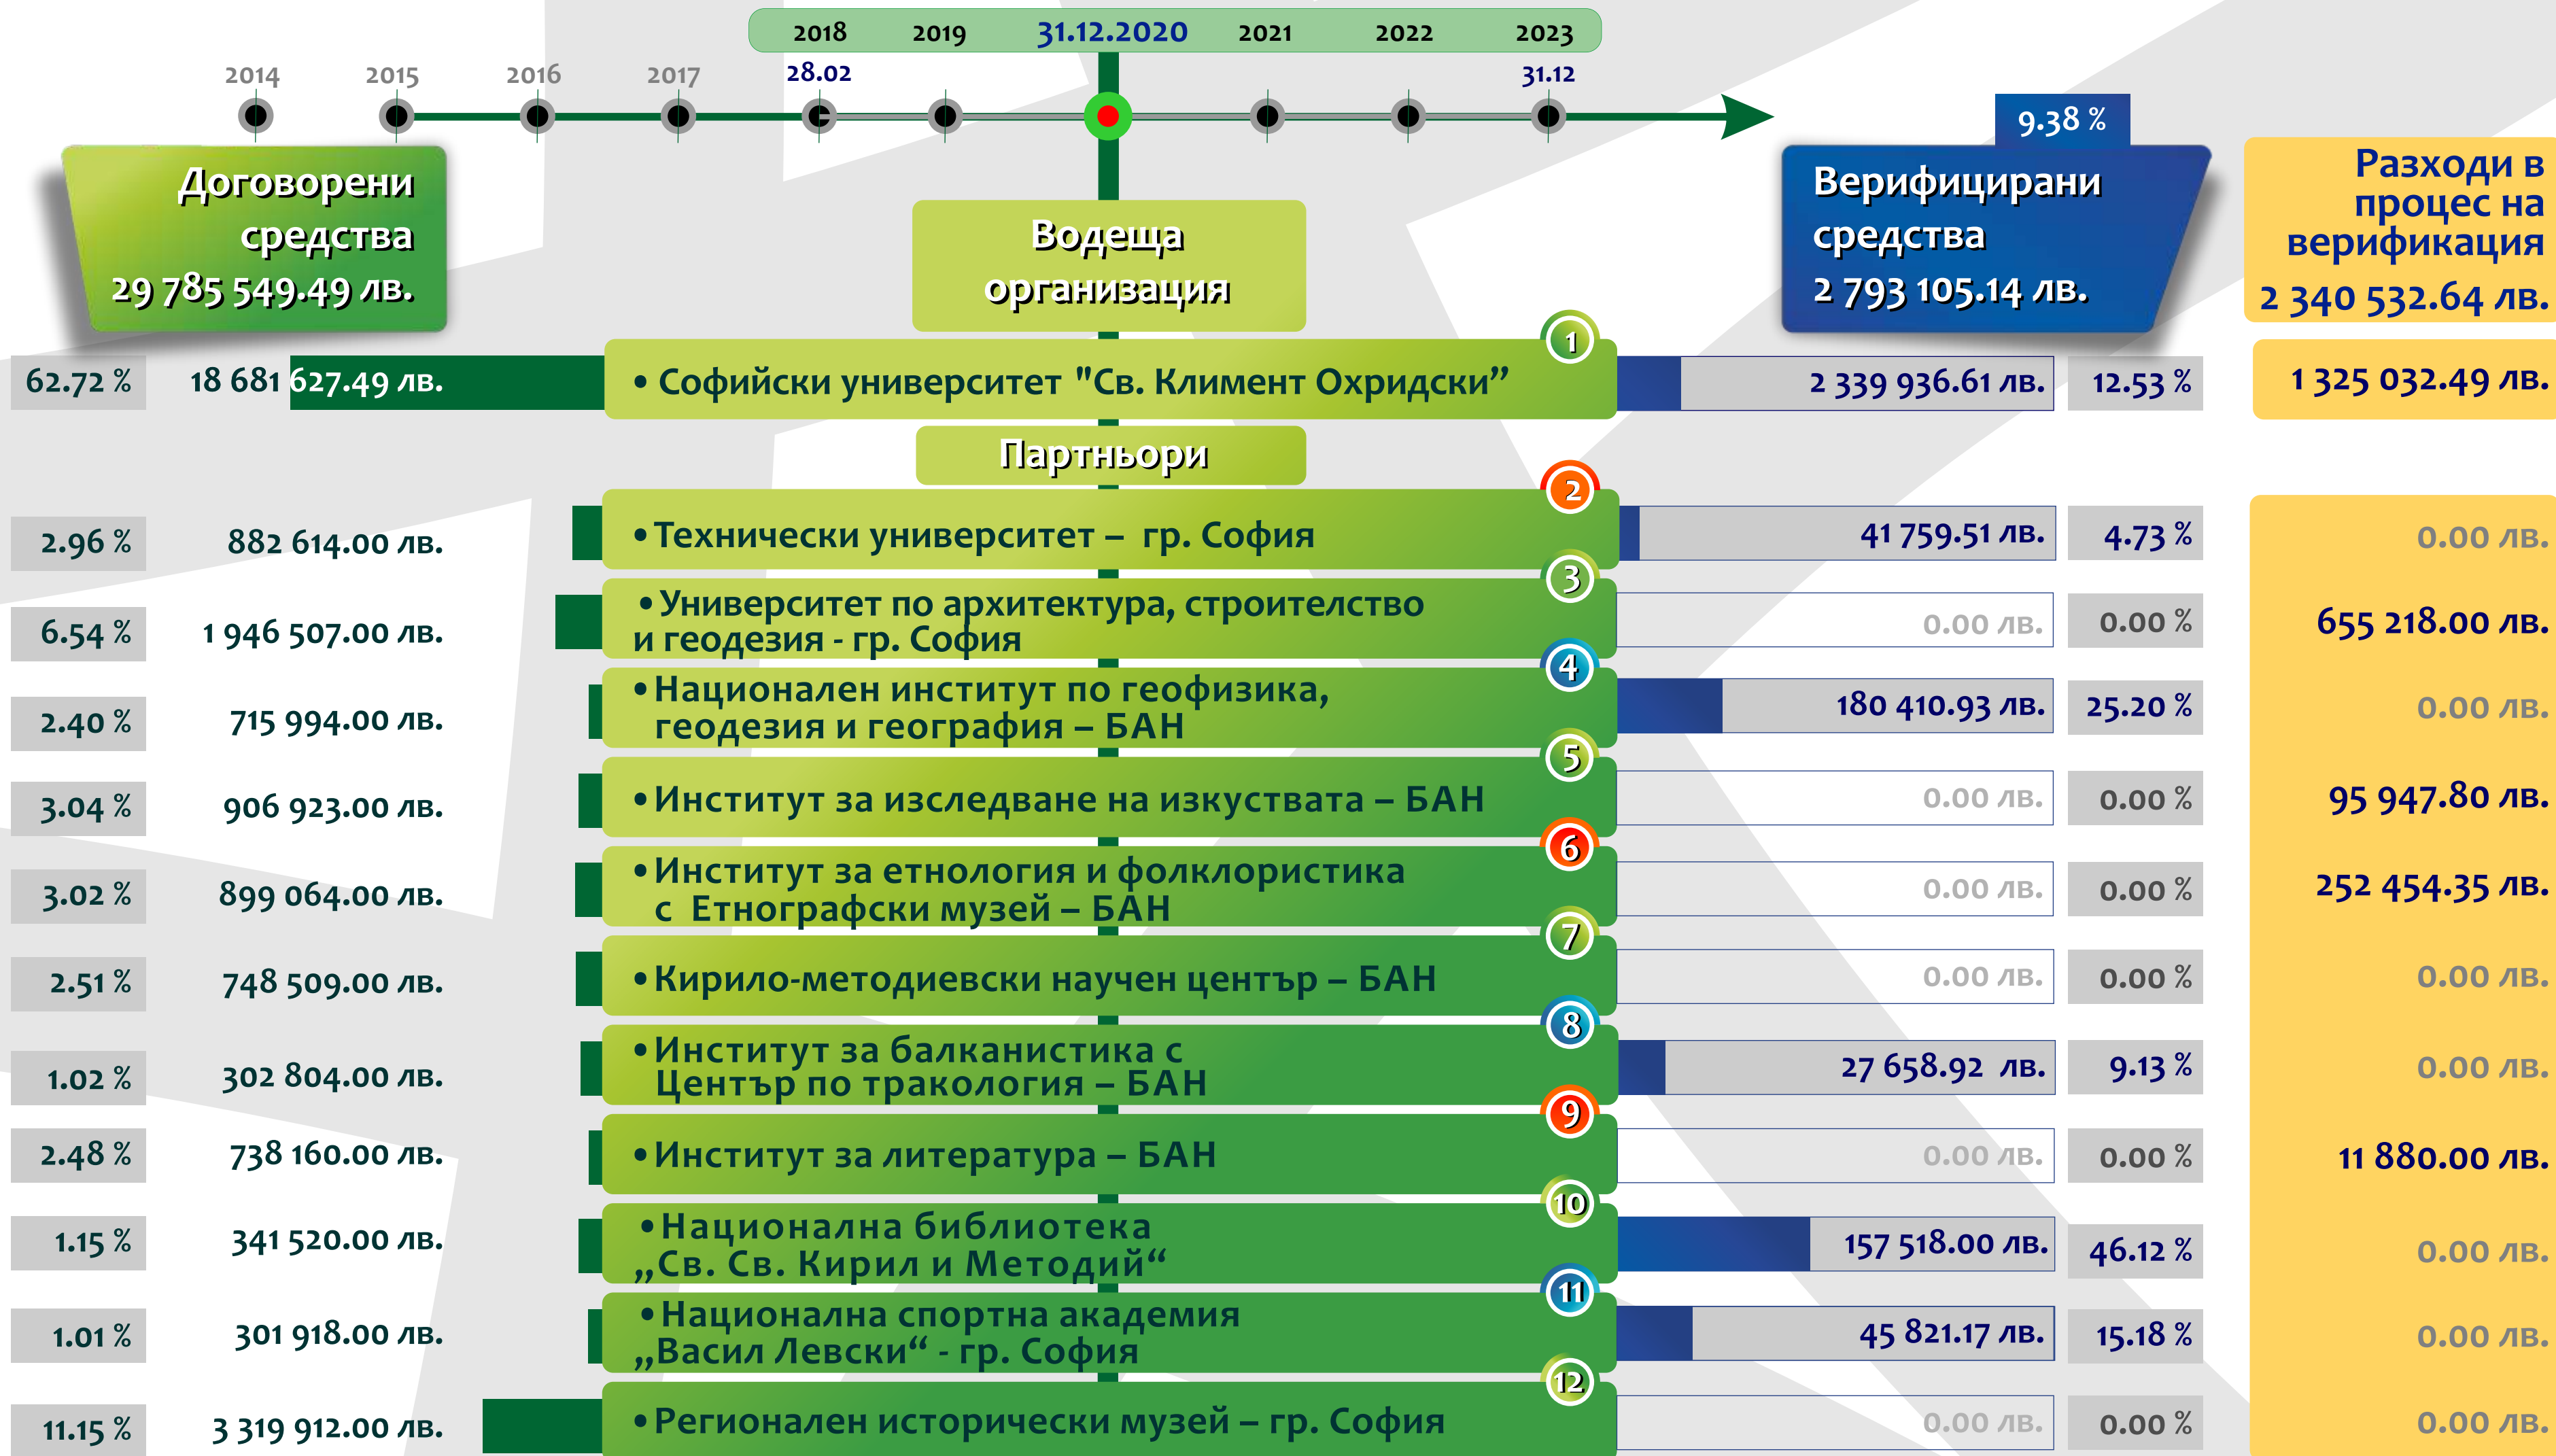 2018 2019 31.12.2020 2021 2022 2023
2014 2015 2016 2017 28.02 31.12
Договорени
средства
29 785 549.49 лв.
Водеща
организация
9.38 %
Верифицирани
средства
2 793 105.14 лв.
Разходи в
процес на
верификация
2 340 532.64 лв.
62.72 % 18 681 627.49 лв. • Софийски университет "Св. Климент Охридски” 1 2 339 936.61 лв. 12.53 % 1 325 032.49 лв.
Партньори
2.96 % 882 614.00 лв. •Технически университет – гр. София 2 41 759.51 лв. 4.73 % 0.00 лв.
6.54 % 1 946 507.00 лв. •Университет по архитектура, строителство
и геодезия - гр. София 3 0.00 лв. 0.00 % 655 218.00 лв.
2.40 % 715 994.00 лв. •Национален институт по геофизика,
геодезия и география – БАН 4 180 410.93 лв. 25.20 % 0.00 лв.
3.04 % 906 923.00 лв. •Институт за изследване на изкуствата – БАН 5 0.00 лв. 0.00 % 95 947.80 лв.
3.02 % 899 064.00 лв. •Институт за етнология и фолклористика
с Етнографски музей – БАН 6 0.00 лв. 0.00 % 252 454.35 лв.
2.51 % 748 509.00 лв. •Кирило-методиевски научен център – БАН 7 0.00 лв. 0.00 % 0.00 лв.
1.02 % 302 804.00 лв. •Институт за балканистика с
Център по тракология – БАН 8 27 658.92 лв. 9.13 % 0.00 лв.
2.48 % 738 160.00 лв. •Институт за литература – БАН 9 0.00 лв. 0.00 % 11 880.00 лв.
1.15 % 341 520.00 лв. •Национална библиотека
„Св. Св. Кирил и Методий“ 10 157 518.00 лв. 46.12 % 0.00 лв.
1.01 % 301 918.00 лв. •Национална спортна академия
„Васил Левски“ - гр. София 11 45 821.17 лв. 15.18 % 0.00 лв.
11.15 % 3 319 912.00 лв. •Регионален исторически музей – гр. София 12 0.00 лв. 0.00 % 0.00 лв.